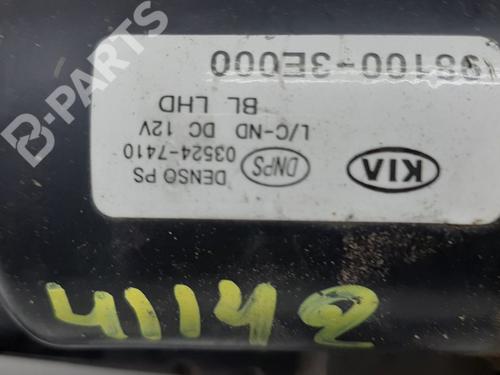 KIA
DNPS
DENSO PS
03524-7410
L/C-ND DC 12V
BL LHD
98100-3E000
41142
B-PARTS